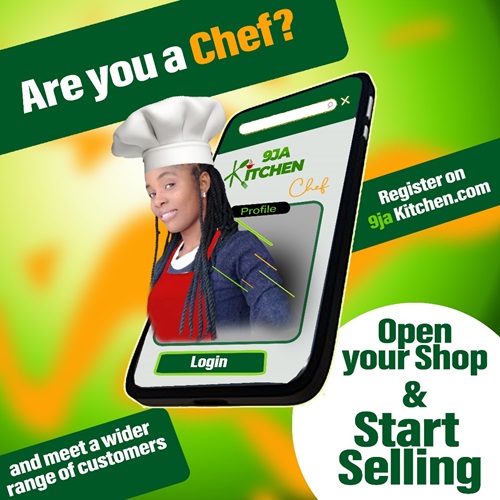 Are you a Chef?
9JA
KITCHEN
Chef
Profile
Login
Register on
9ja Kitchen.com
Open
your Shop
&
Start
Selling
and meet a wider
range of customers